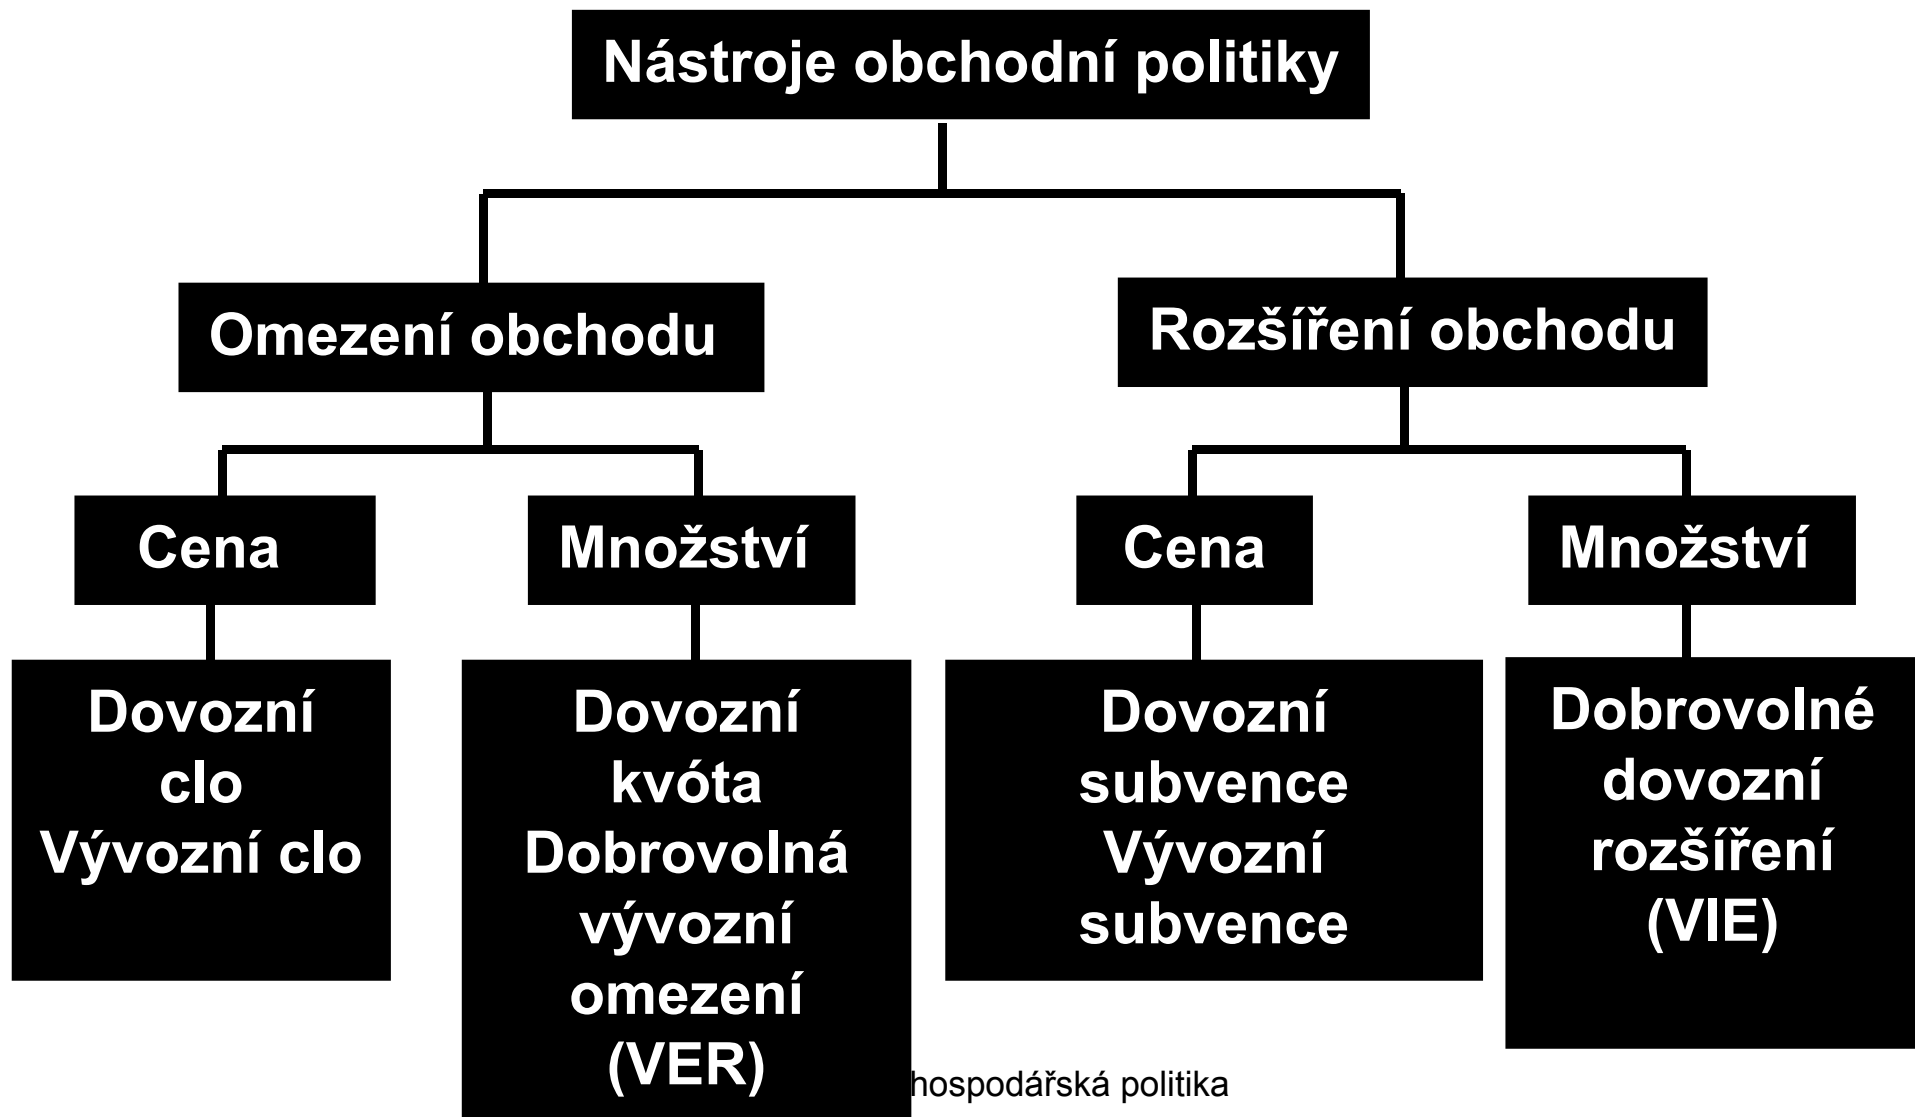 Nástroje obchodní politiky
Omezení obchodu
Rozšíření obchodu
Cena
Množství
Cena
Množství
Dovozní
clo
Vývozní clo
Dovozní
kvóta
Dobrovolná
vývozní
omezení
(VER)
Dovozní
subvence
Vývozní
subvence
Dobrovolné
dovozní
rozšíření
(VIE)
hospodářská politika